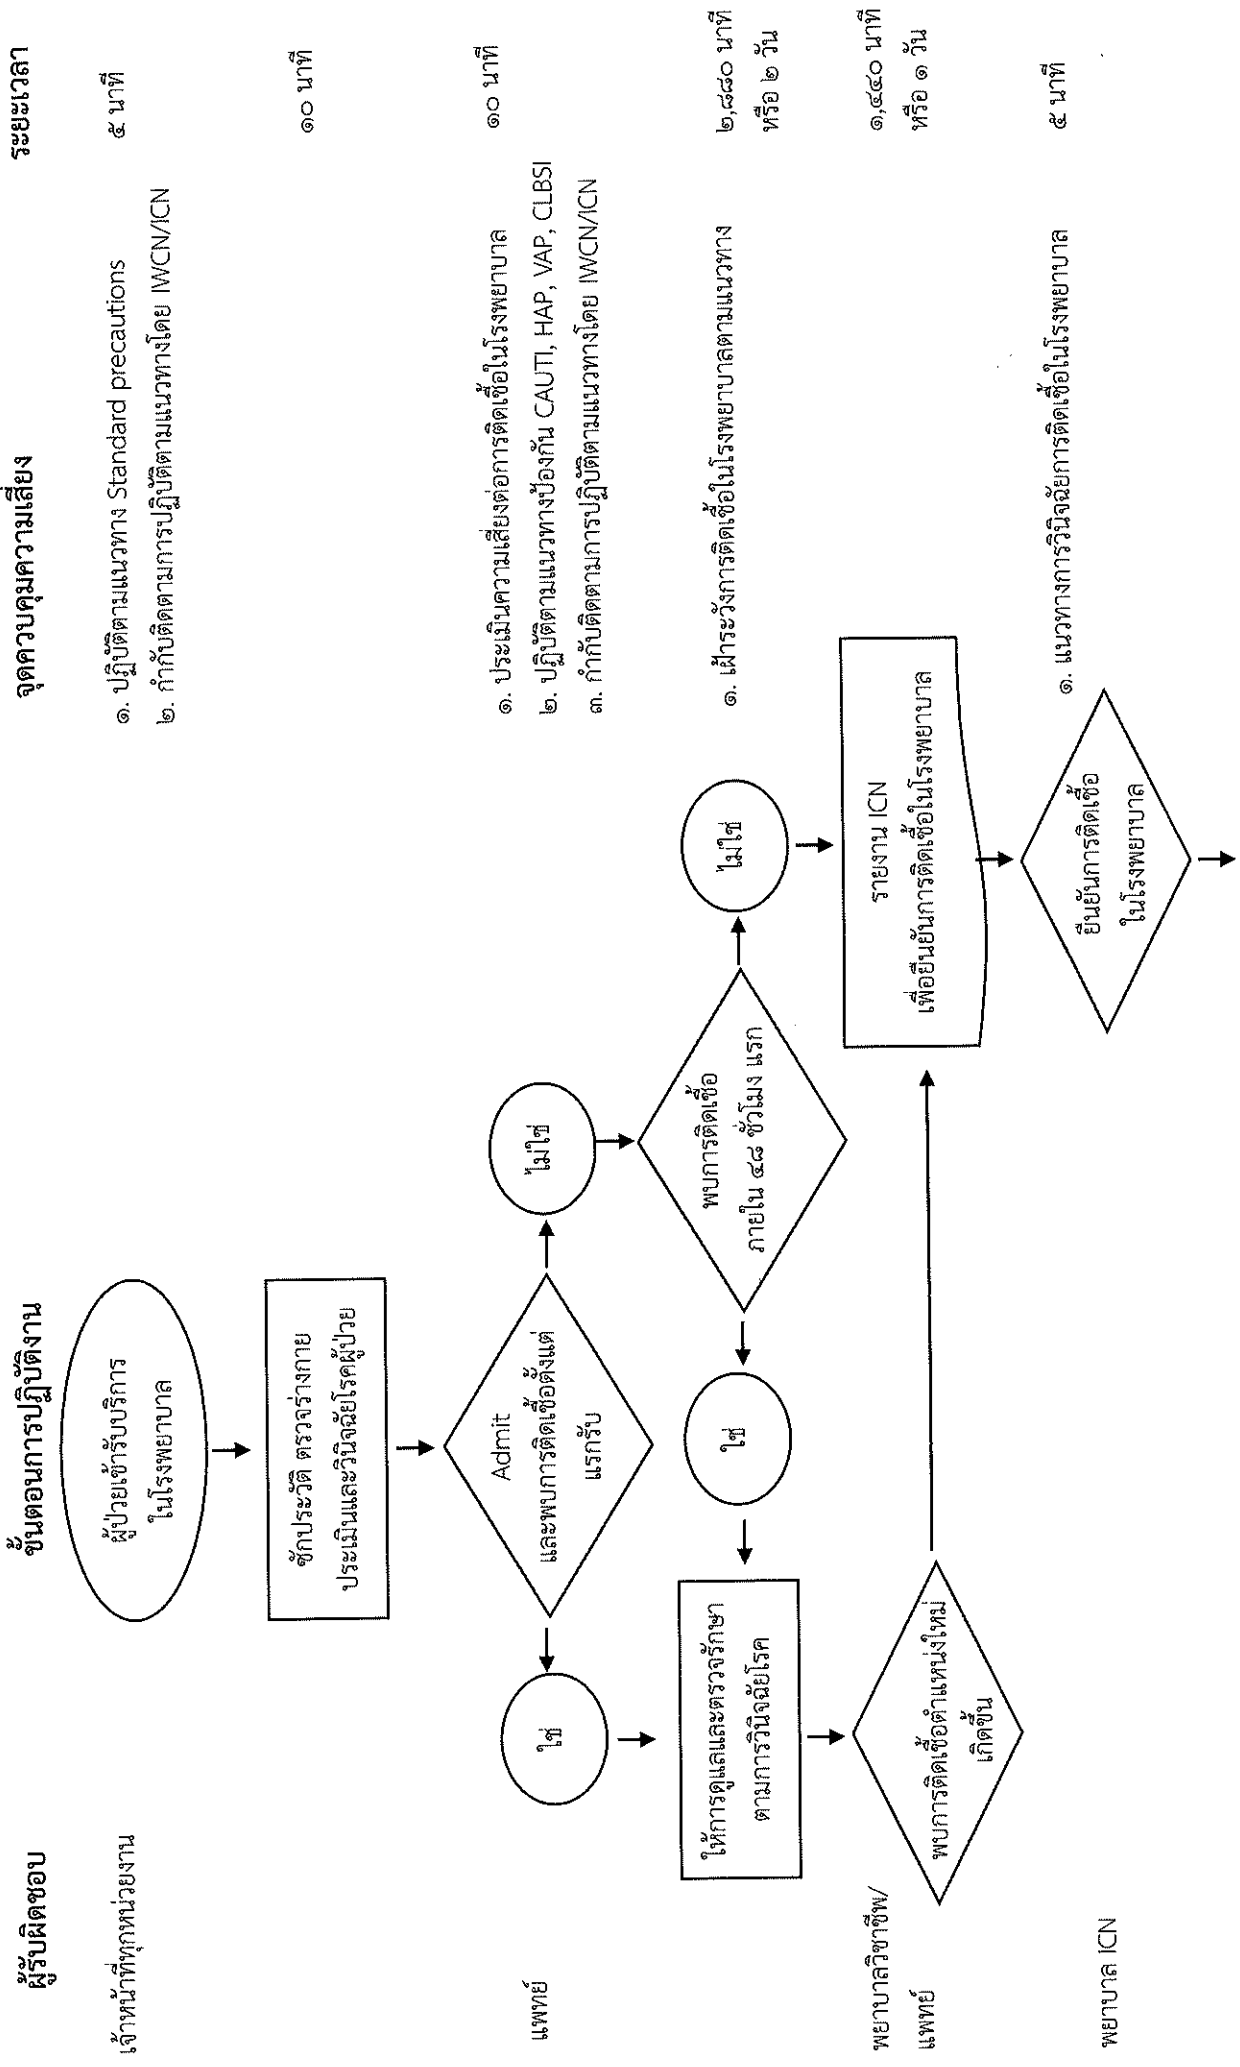 ผู้รับผิดชอบ
ขั้นตอนการปฏิบัติงาน
จุดควบคุมความเสี่ยง
ระยะเวลา
เจ้าหน้าที่ทุกหน่วยงาน
ผู้ป่วยเข้ารับบริการ
ในโรงพยาบาล
๑. ปฏิบัติตามแนวทาง Standard precautions
๒. กำกับติดตามการปฏิบัติตามแนวทางโดย IWCN/ICN
๕ นาที
ซักประวัติ ตรวจร่างกาย
ประเมินและวินิจฉัยโรคผู้ป่วย
๑๐ นาที
แพทย์
Admit
และพบการติดเชื้อตั้งแต่
แรกรับ
ใช่
ไม่ใช่
๑. ประเมินความเสี่ยงต่อการติดเชื้อในโรงพยาบาล
๒. ปฏิบัติตามแนวทางป้องกัน CAUTI, HAP, VAP, CLBSI
๓. กำกับติดตามการปฏิบัติตามแนวทางโดย IWCN/ICN
๑๐ นาที
ให้การดูแลและตรวจรักษา
ตามการวินิจฉัยโรค
ใช่
พบการติดเชื้อ
ภายใน ๔๘ ชั่วโมง แรก
ไม่ใช่
๑. เฝ้าระวังการติดเชื้อในโรงพยาบาลตามแนวทาง
๒,๘๘๐ นาที
หรือ ๒ วัน
พยาบาลวิชาชีพ/
แพทย์
พบการติดเชื้อตำแหน่งใหม่
เกิดขึ้น
รายงาน ICN
เพื่อยืนยันการติดเชื้อในโรงพยาบาล
๑,๔๔๐ นาที
หรือ ๑ วัน
พยาบาล ICN
ยืนยันการติดเชื้อ
ในโรงพยาบาล
๑. แนวทางการวินิจฉัยการติดเชื้อในโรงพยาบาล
๕ นาที